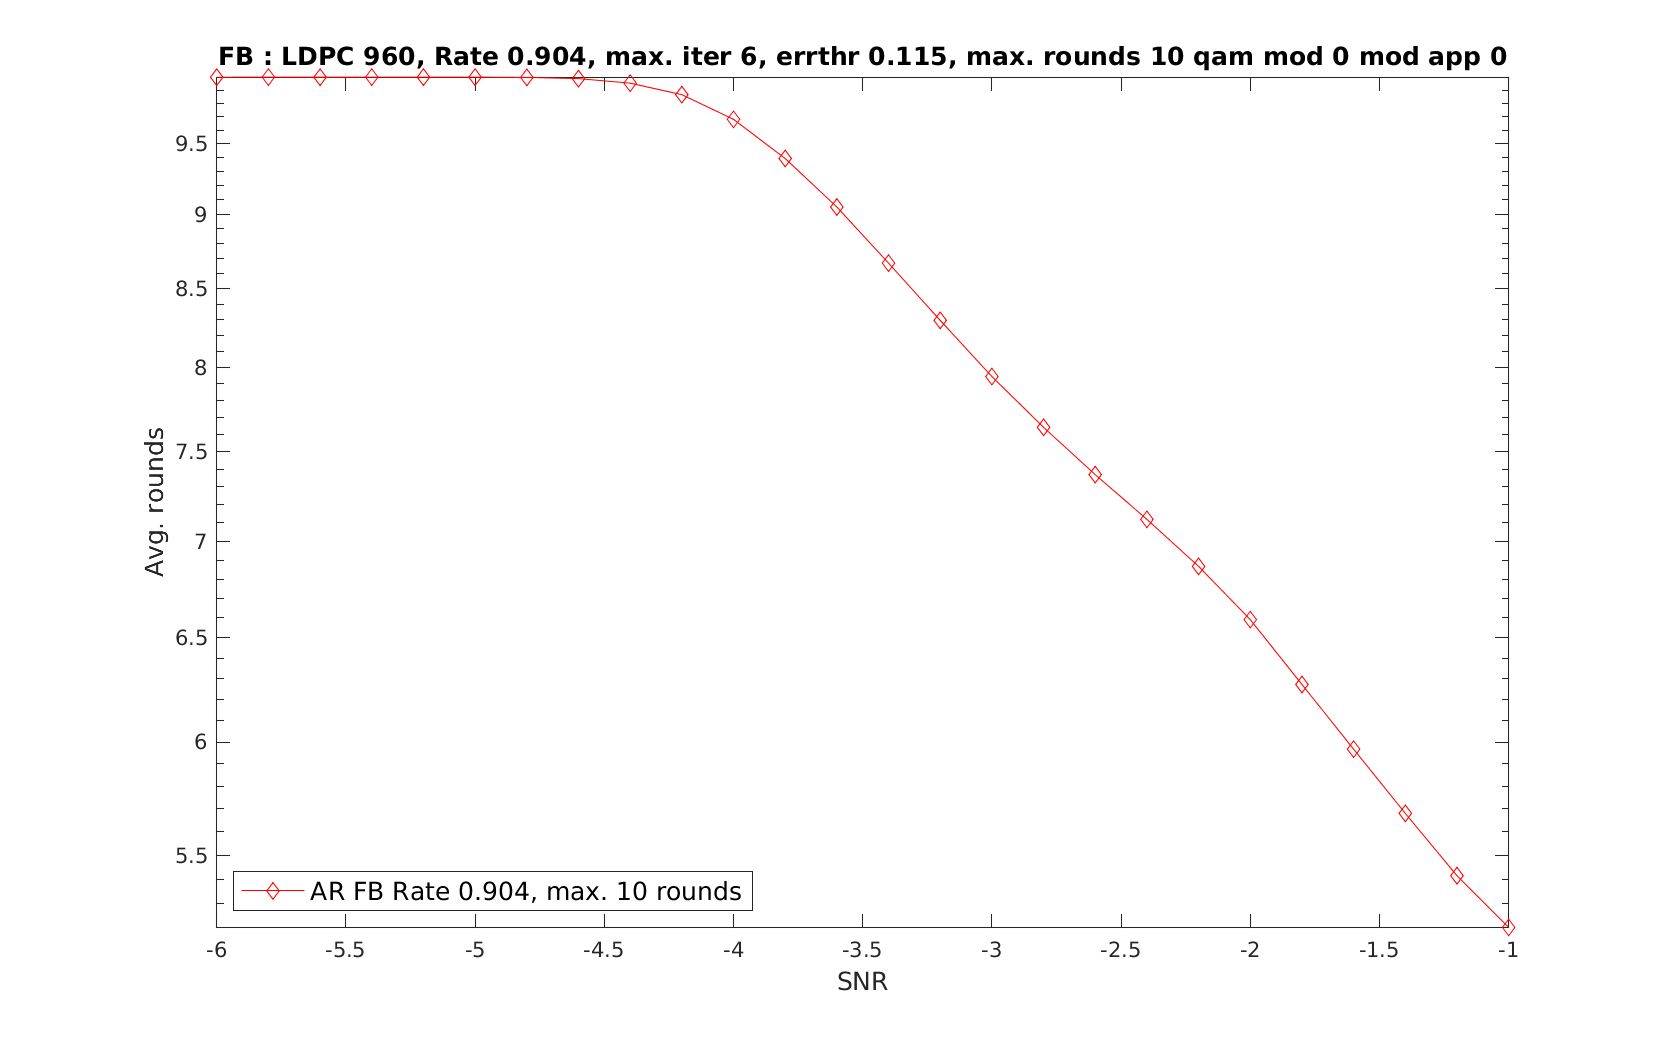 FB : LDPC 960, Rate 0.904, max. iter 6, errthr 0.115, max. rounds 10 qam mod 0 mod app 0
9.5
9
8.5
8
7.5
7
6.5
6
5.5
Avg. rounds
AR FB Rate 0.904, max. 10 rounds
-6 -5.5 -5 -4.5 -4 -3.5 -3 -2.5 -2 -1.5 -1
SNR